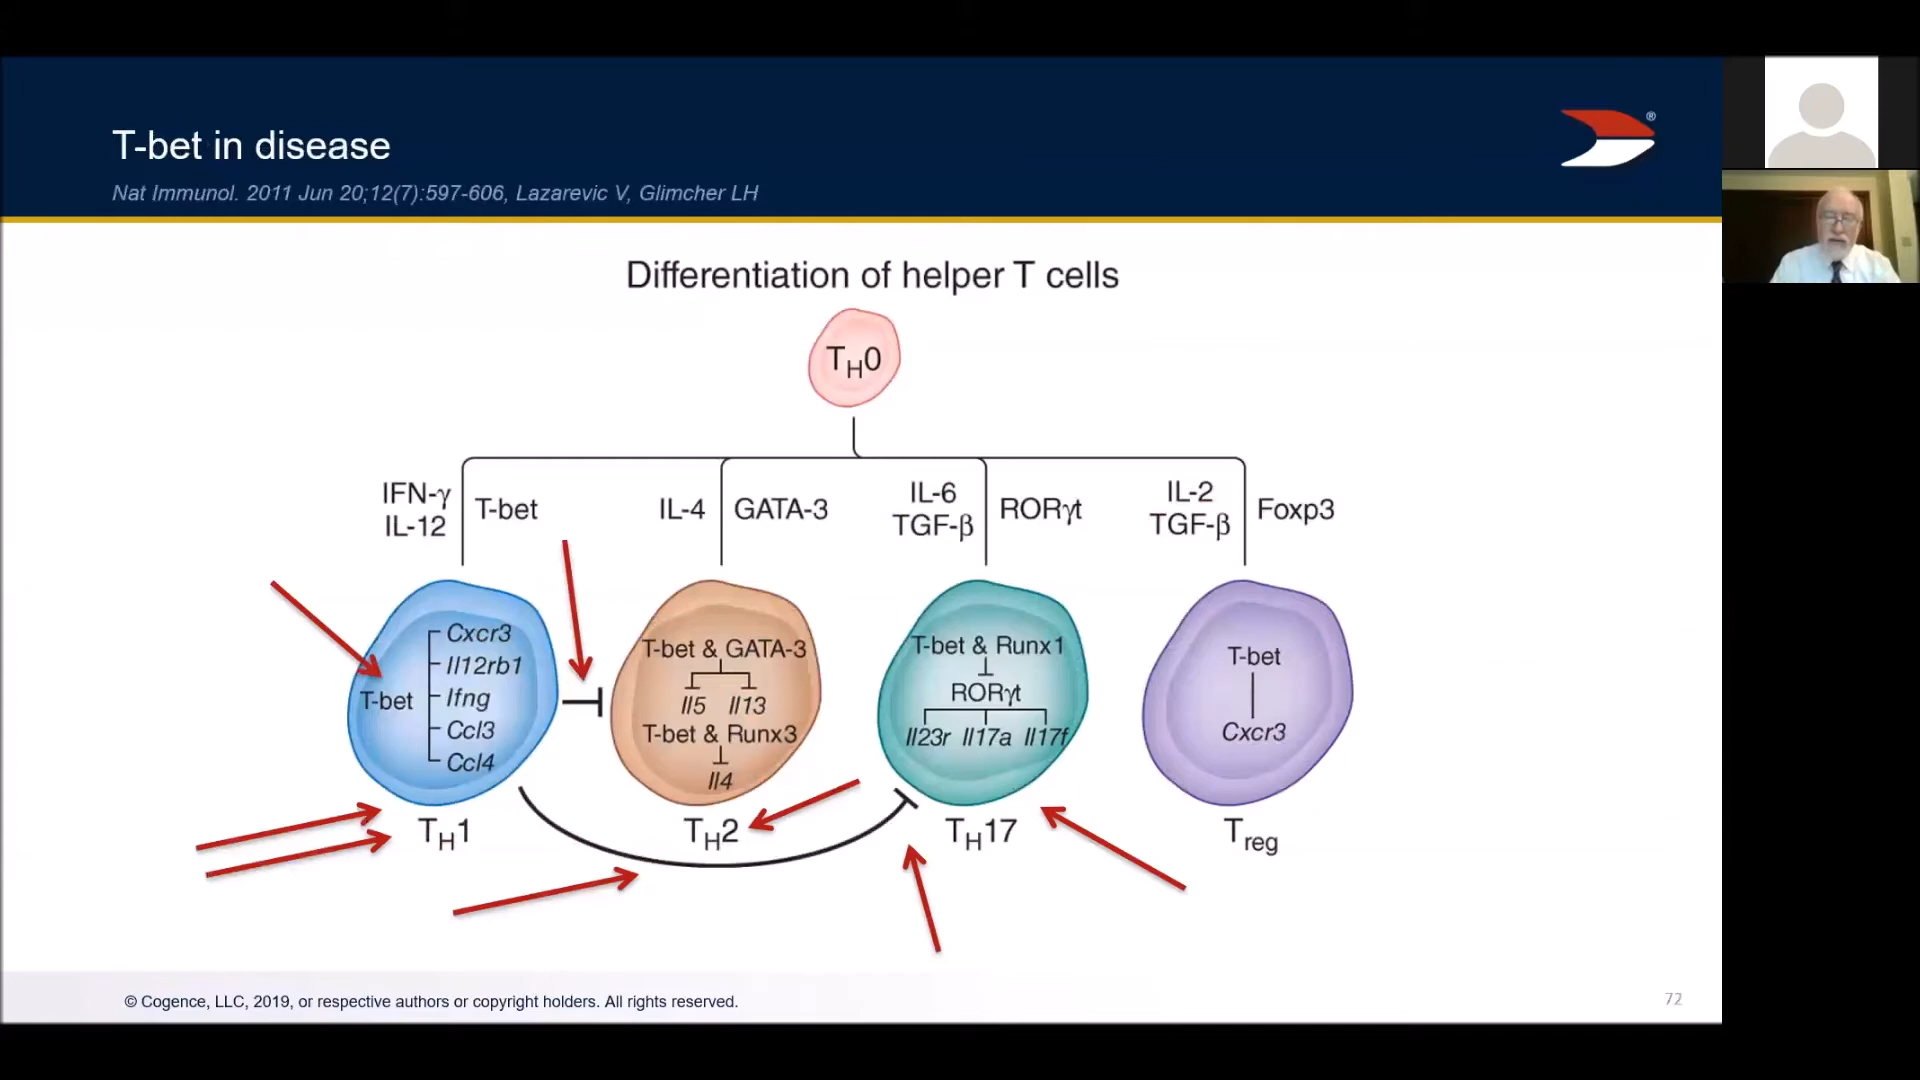 T-bet in disease
®
Nat Immunol. 2011 Jun 20;12(7):597-606, Lazarevic V, Glimcher LH
Differentiation of helper T cells
TH0
IFN-γ
IL-12
T-bet
IL-4
GATA-3
IL-6
TGF-β
RORγt
IL-2
TGF-β
Foxp3
T-bet
Cxcr3
Il12rb1
Ifng
Ccl3
Ccl4
T-bet & GATA-3
Il5 Il13
T-bet & Runx3
Il4
T-bet & Runx1
RORγt
Il23r Il17a Il17f
T-bet
Cxcr3
TH1
TH2
TH17
Treg
© Cogence, LLC, 2019, or respective authors or copyright holders. All rights reserved.
72